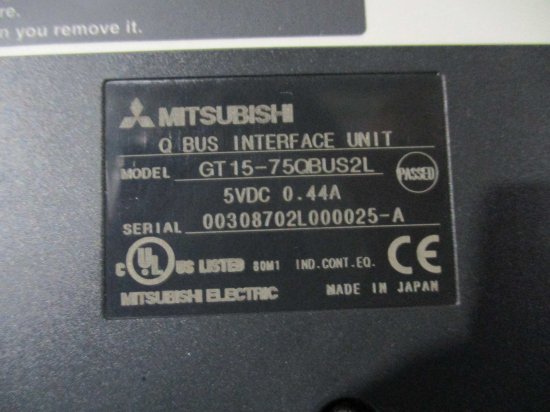 re.
n you remove it.
MITSUBISHI
Q BUS INTERFACE UNIT
MODEL GT15-75QBUS2L PASSED
5VDC 0.44A
SERIAL 00308702L000025-A
C UL US LISTED 80M1 IND.CONT.EQ. CE
MITSUBISHI ELECTRIC MADE IN JAPAN